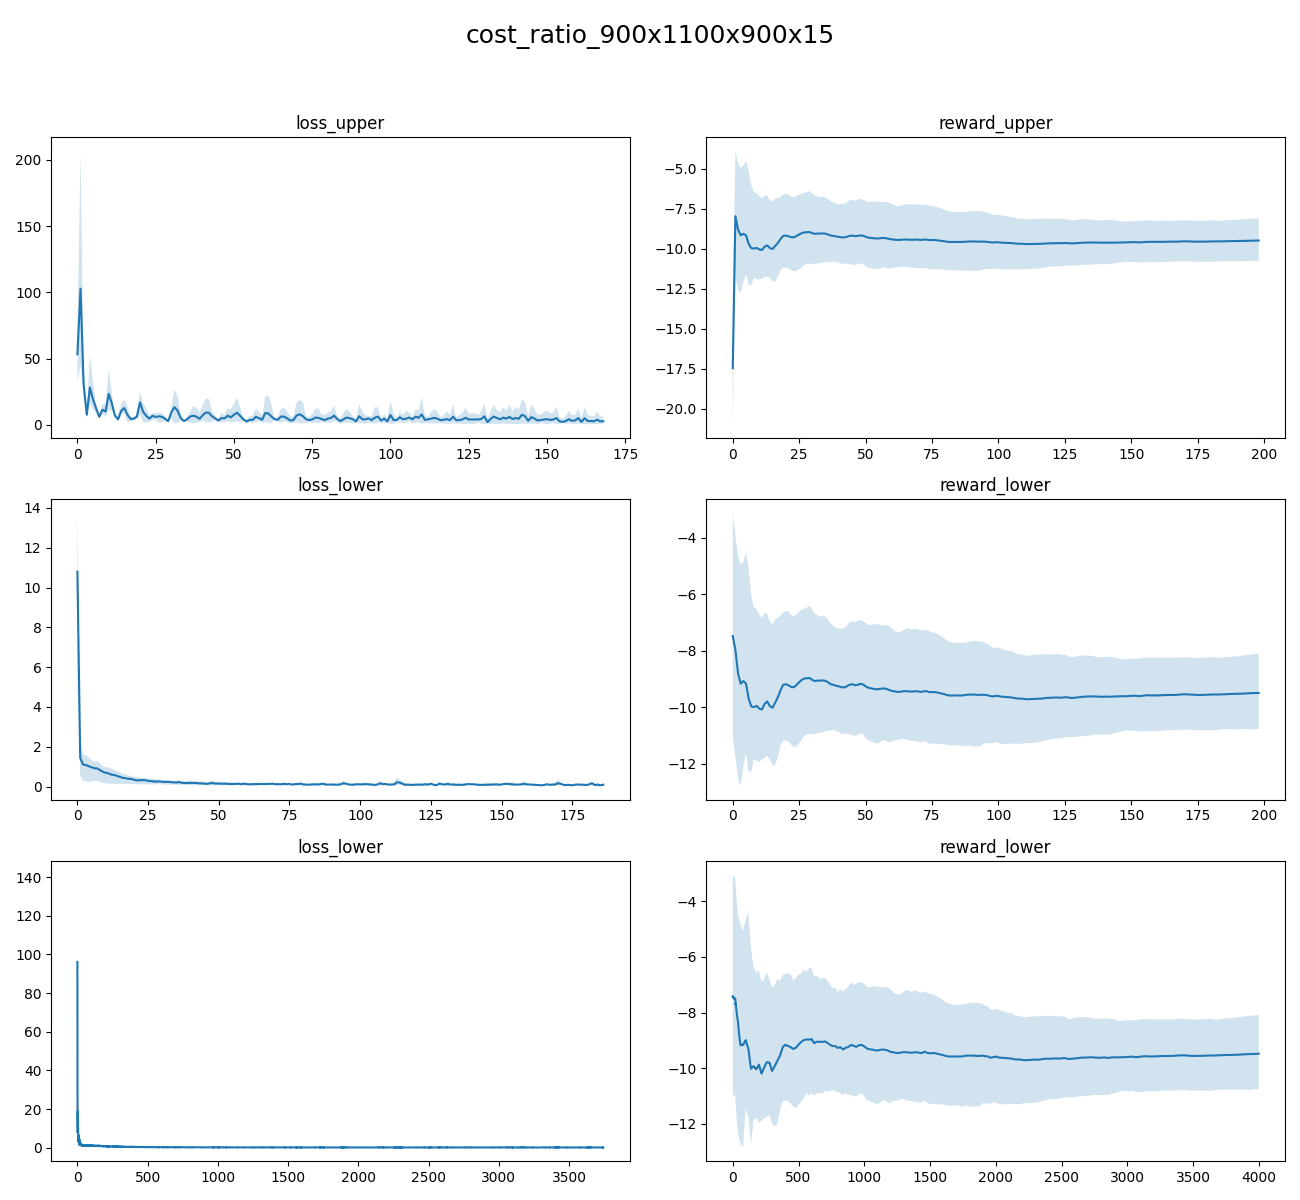 cost_ratio_900x1100x900x15
loss_upper
200
150
100
50
0
0 25 50 75 100 125 150 175
reward_upper
−5.0
−7.5
−10.0
−12.5
−15.0
−17.5
−20.0
0 25 50 75 100 125 150 175 200
loss_lower
14
12
10
8
6
4
2
0
0 25 50 75 100 125 150 175
reward_lower
−4
−6
−8
−10
−12
0 25 50 75 100 125 150 175 200
loss_lower
140
120
100
80
60
40
20
0
0 500 1000 1500 2000 2500 3000 3500
reward_lower
−4
−6
−8
−10
−12
0 500 1000 1500 2000 2500 3000 3500 4000